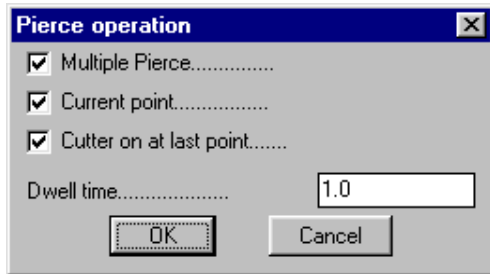 Pierce operation
Multiple Pierce...............
Current point.................
Cutter on at last point.......
Dwell time.................... 1.0
OK Cancel